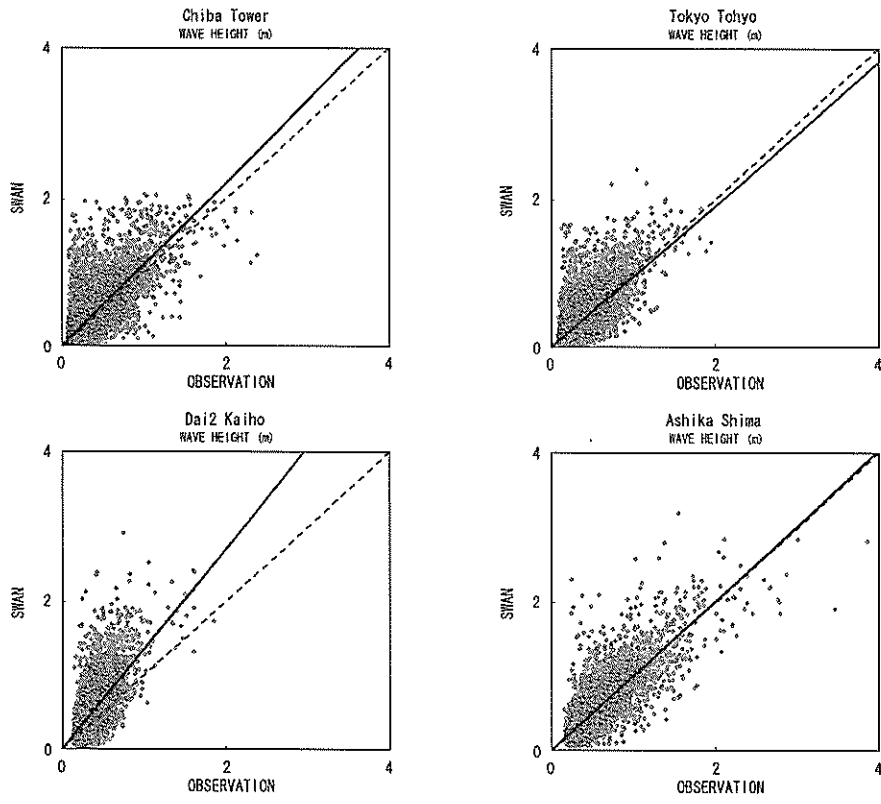 Chiba Tower
WAVE HEIGHT (m)
4
2
0
SWAN
0 2 4
OBSERVATION
Tokyo Tohyo
WAVE HEIGHT (m)
4
2
0
SWAN
0 2 4
OBSERVATION
Dai2 Kaiho
WAVE HEIGHT (m)
4
2
0
SWAN
0 2 4
OBSERVATION
Ashika Shima
WAVE HEIGHT (m)
4
2
0
SWAN
0 2 4
OBSERVATION